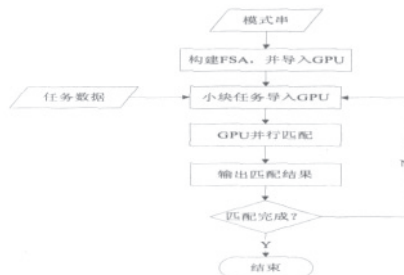 模式串
构建FSA，并导入GPU
任务数据
小块任务导入GPU
GPU并行匹配
输出匹配结果
匹配完成？
Y
结束